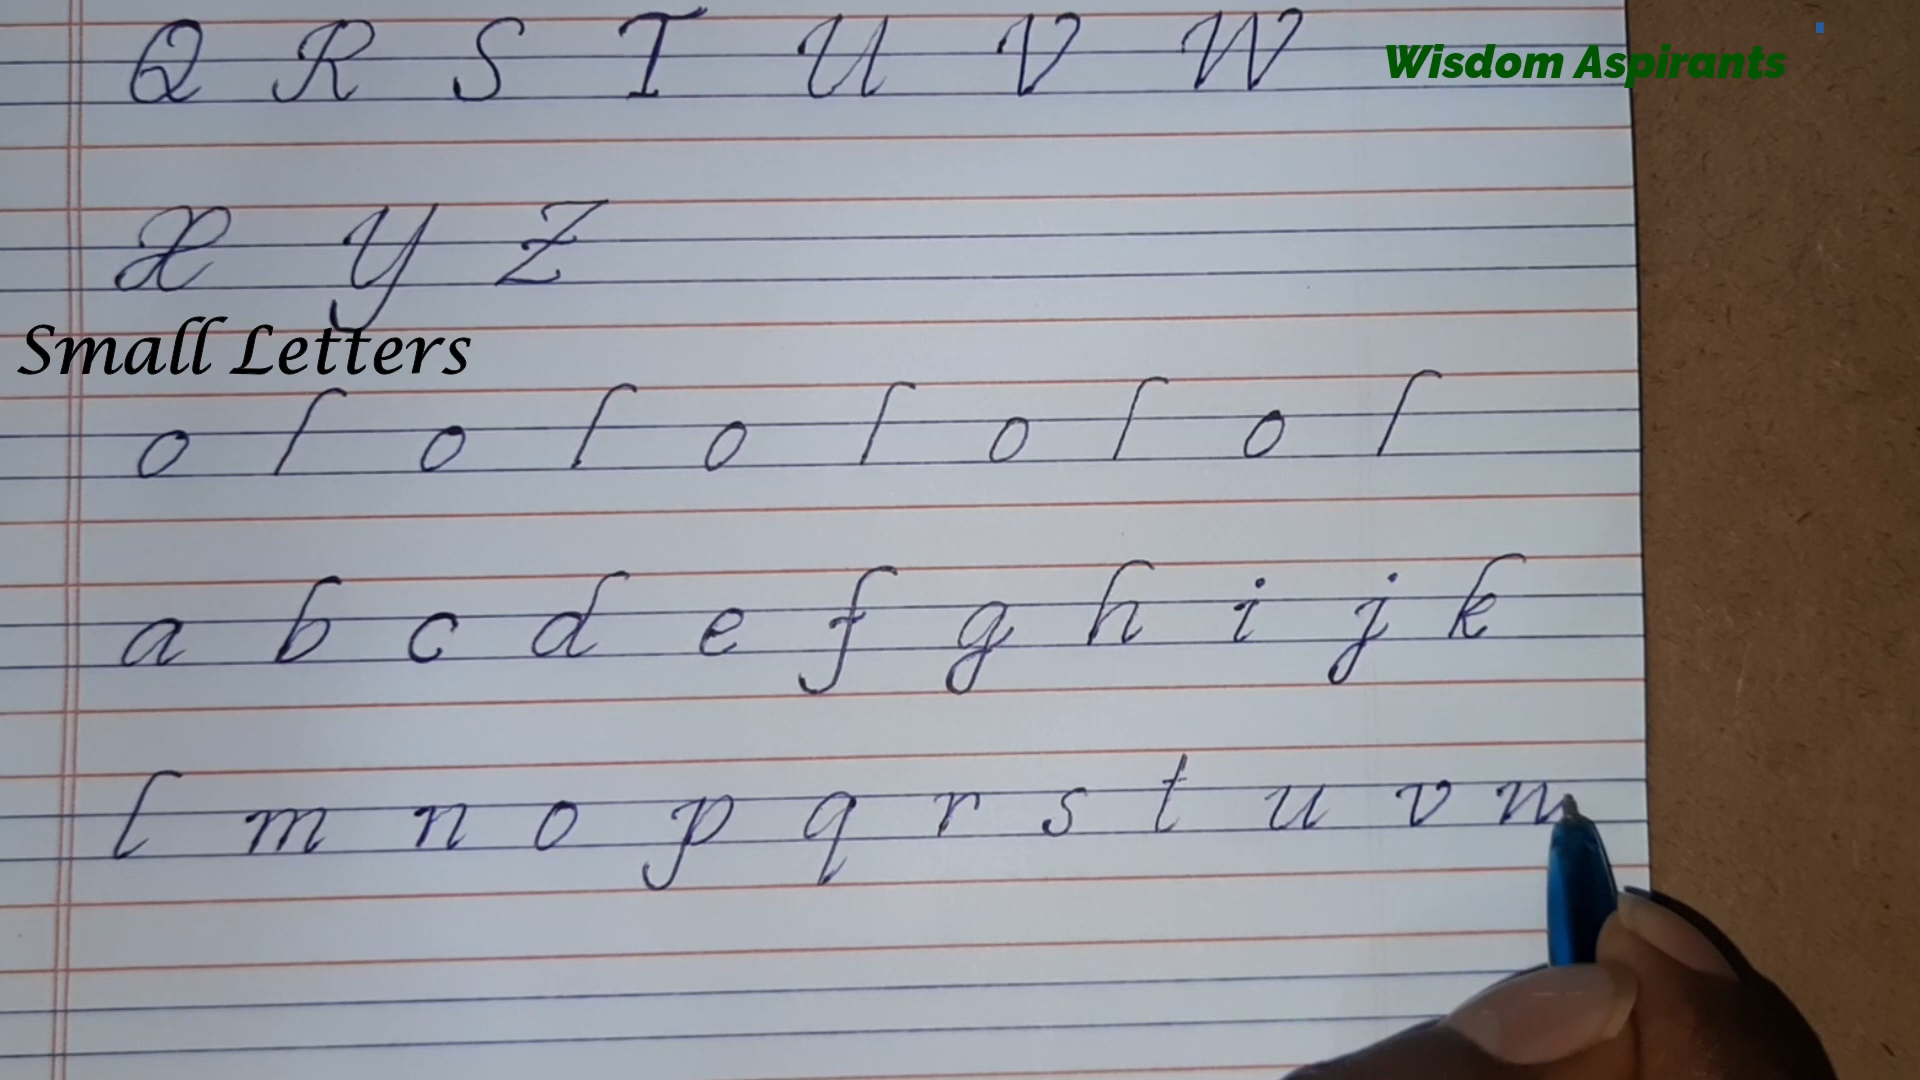 Q R S T U V W
Wisdom Aspirants
X Y Z
Small Letters
o l o l o l o l o l
a b c d e f g h i j k
l m n o p q r s t u v w